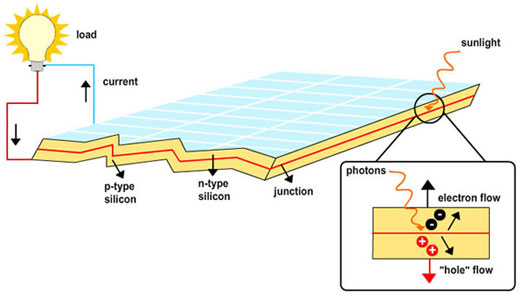 load
sunlight
current
p-type
silicon
n-type
silicon
junction
photons
electron flow
"hole" flow